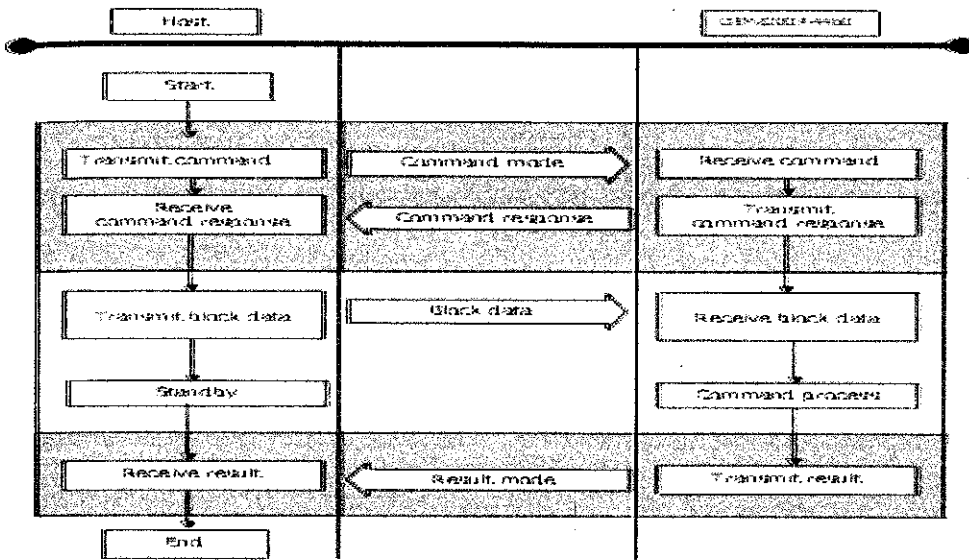 Host
Start
Transmit command
Command mode
Receive command
Receive
command response
Command response
Transmit
command response
Transmit block data
Block data
Receive block data
Standby
Command process
Receive result
Result mode
Transmit result
End